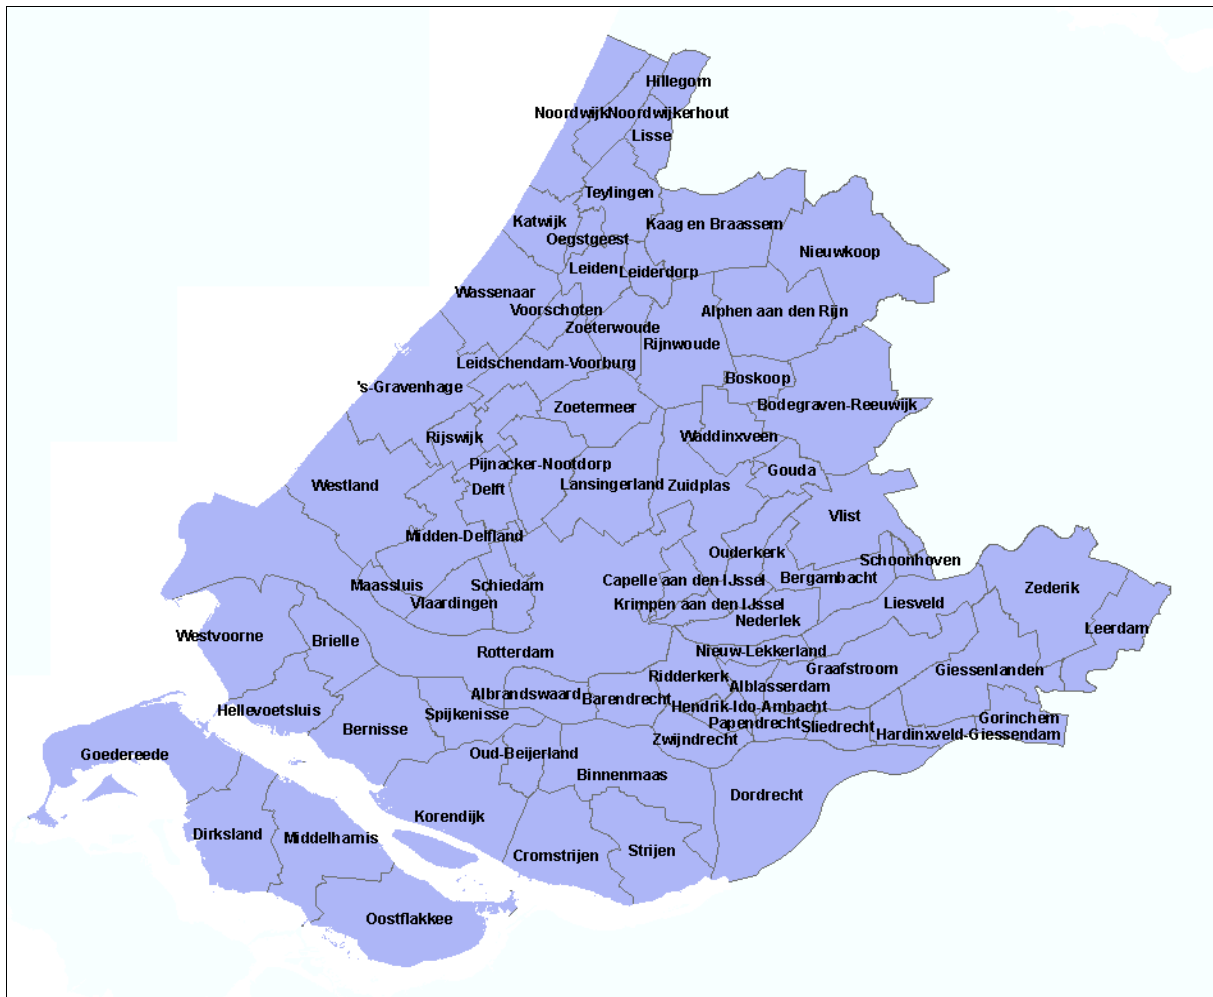 Hillegom
Noordwijk
Noordwijkerhout
Lisse
Teylingen
Katwijk
Kaag en Braassem
Oegstgeest
Nieuwkoop
Leiden
Leiderdorp
Wassenaar
Voorschoten
Alphen aan den Rijn
Zoeterwoude
Rijnwoude
Leidschendam-Voorburg
Boskoop
's-Gravenhage
Zoetermeer
Bodegraven-Reeuwijk
Rijswijk
Waddinxveen
Pijnacker-Nootdorp
Gouda
Westland
Delft
Lansingerland
Zuidplas
Vlist
Midden-Delfland
Ouderkerk
Schoonhoven
Maassluis
Schiedam
Capelle aan den IJssel
Bergambacht
Zederik
Vlaardingen
Krimpen aan den IJssel
Liesveld
Nederlek
Leerdam
Westvoorne
Brielle
Rotterdam
Nieuw-Lekkerland
Graafstroom
Giessenlanden
Ridderkerk
Alblasserdam
Albrandswaard
Barendrecht
Hendrik-Ido-Ambacht
Hellevoetsluis
Spijkenisse
Papendrecht
Sliedrecht
Gorinchem
Bernisse
Zwijndrecht
Hardinxveld-Giessendam
Goedereede
Oud-Beijerland
Binnenmaas
Dordrecht
Korendijk
Dirksland
Middelharnis
Cromstrijen
Strijen
Oostflakkee